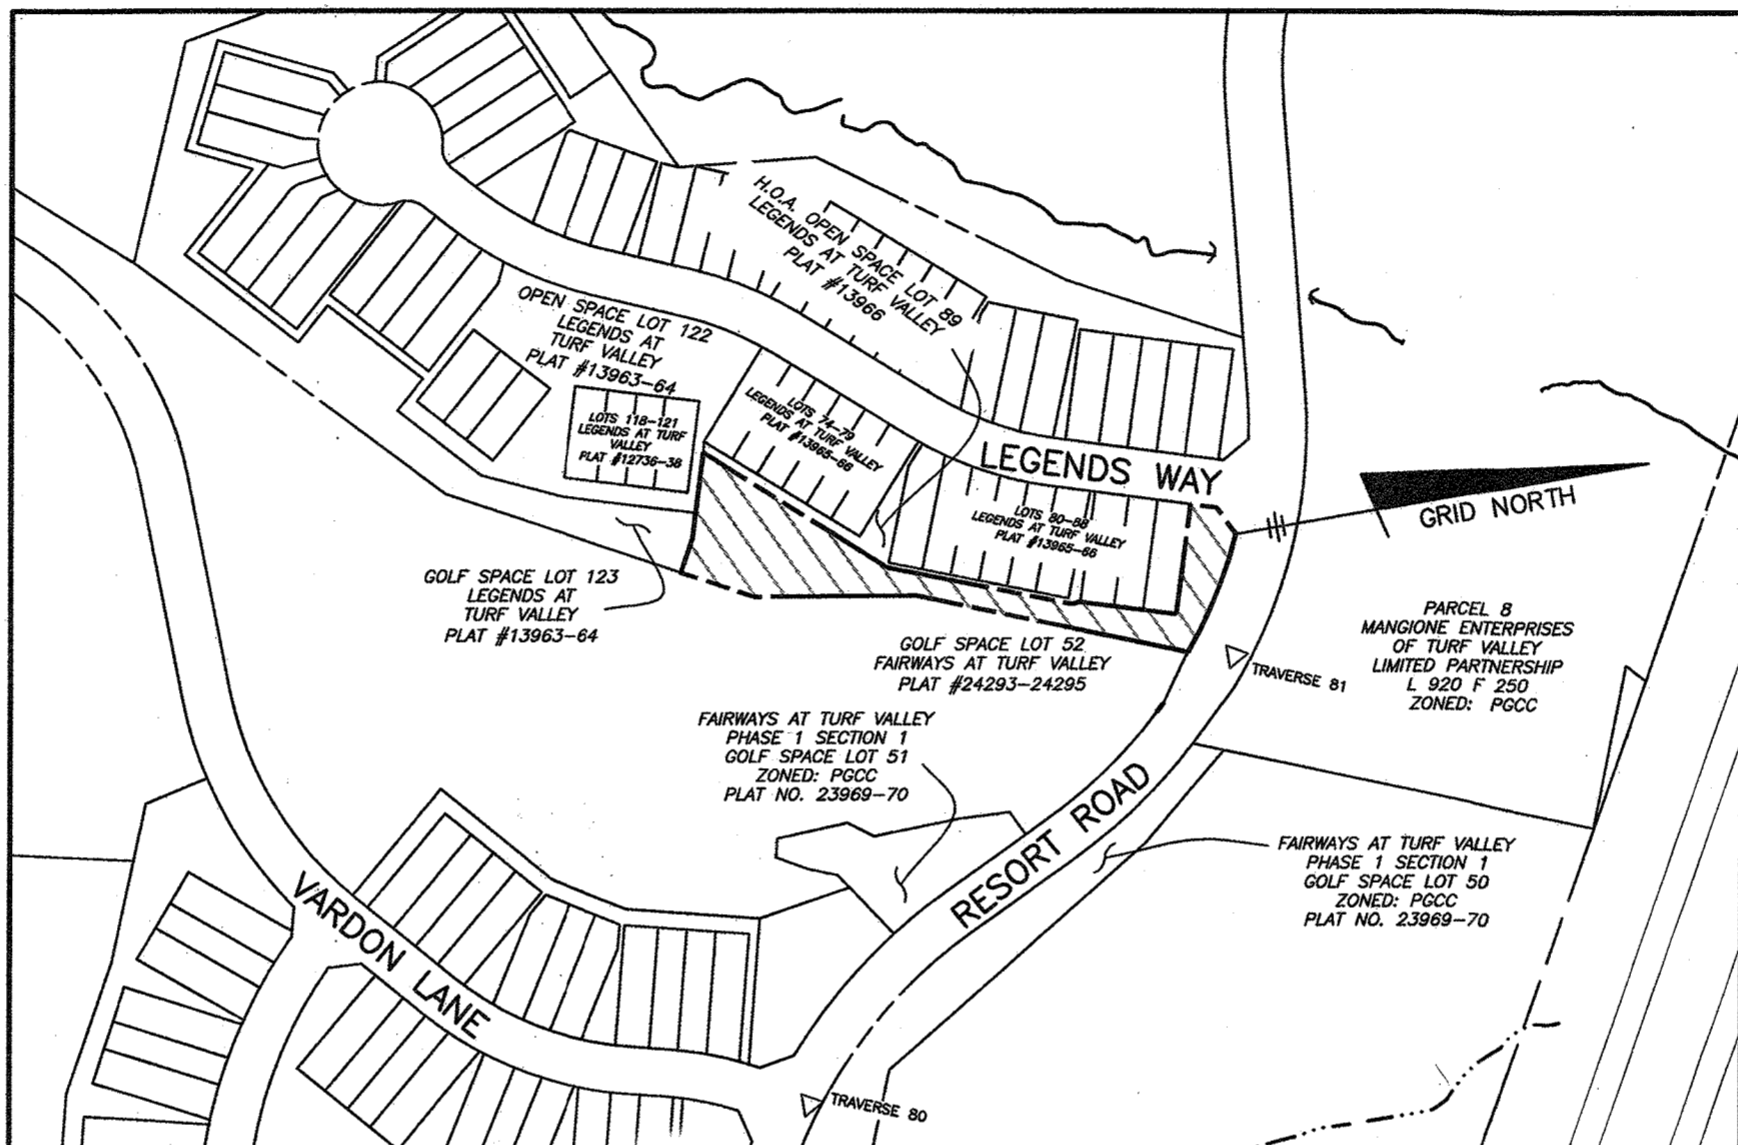 H.O.A. OPEN SPACE LOT 89
LEGENDS AT TURF VALLEY
PLAT #13966
OPEN SPACE LOT 122
LEGENDS AT
TURF VALLEY
PLAT #13963-64
LOTS 118-121
LEGENDS AT TURF
VALLEY
PLAT #12736-38
LOTS 74-79
LEGENDS AT TURF VALLEY
PLAT #13965-66
LEGENDS WAY
LOTS 80-88
LEGENDS AT TURF VALLEY
PLAT #13965-66
GRID NORTH
GOLF SPACE LOT 123
LEGENDS AT
TURF VALLEY
PLAT #13963-64
GOLF SPACE LOT 52
FAIRWAYS AT TURF VALLEY
PLAT #24293-24295
TRAVERSE 81
PARCEL 8
MANGIONE ENTERPRISES
OF TURF VALLEY
LIMITED PARTNERSHIP
L 920 F 250
ZONED: PGCC
FAIRWAYS AT TURF VALLEY
PHASE 1 SECTION 1
GOLF SPACE LOT 51
ZONED: PGCC
PLAT NO. 23969-70
RESORT ROAD
FAIRWAYS AT TURF VALLEY
PHASE 1 SECTION 1
GOLF SPACE LOT 50
ZONED: PGCC
PLAT NO. 23969-70
VARDON LANE
TRAVERSE 80